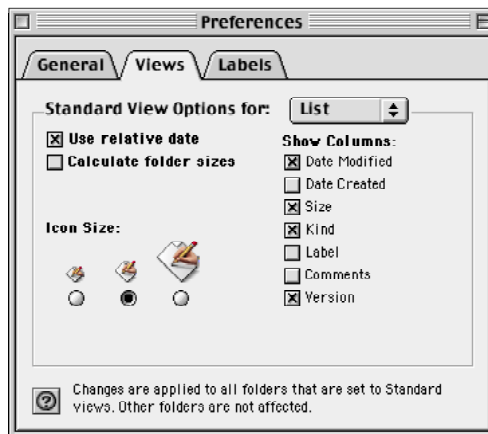 Preferences
General
Views
Labels
Standard View Options for:
List
Use relative date
Calculate folder sizes
Show Columns:
Date Modified
Date Created
Size
Kind
Label
Comments
Version
Icon Size:
?
Changes are applied to all folders that are set to Standard
views. Other folders are not affected.